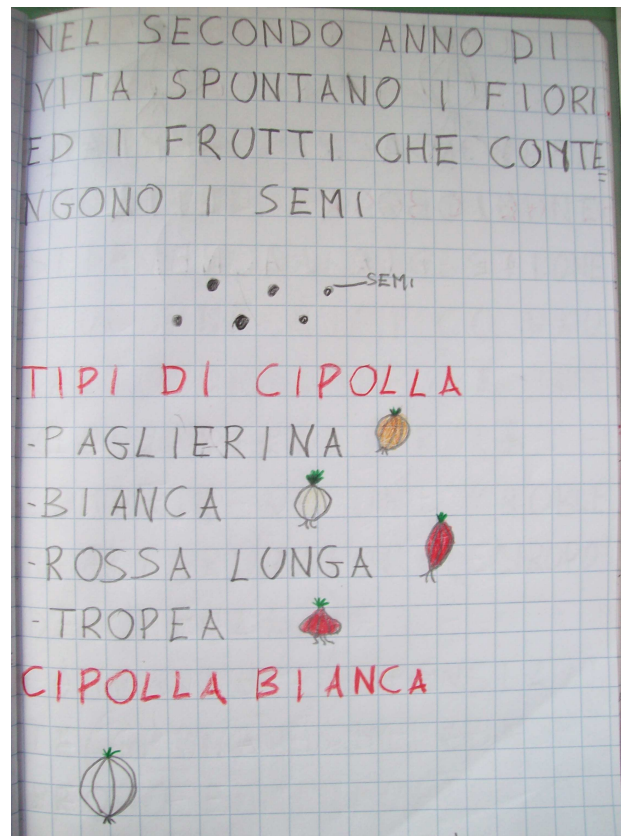 NEL SECONDO ANNO DI
VITA SPUNTANO I FIORI
ED I FRUTTI CHE CONTE
NGONO I SEMI
SEMI
TIPI DI CIPOLLA
-PAGLIERINA
-BIANCA
-ROSSA LUNGA
-TROPEA
CIPOLLA BIANCA